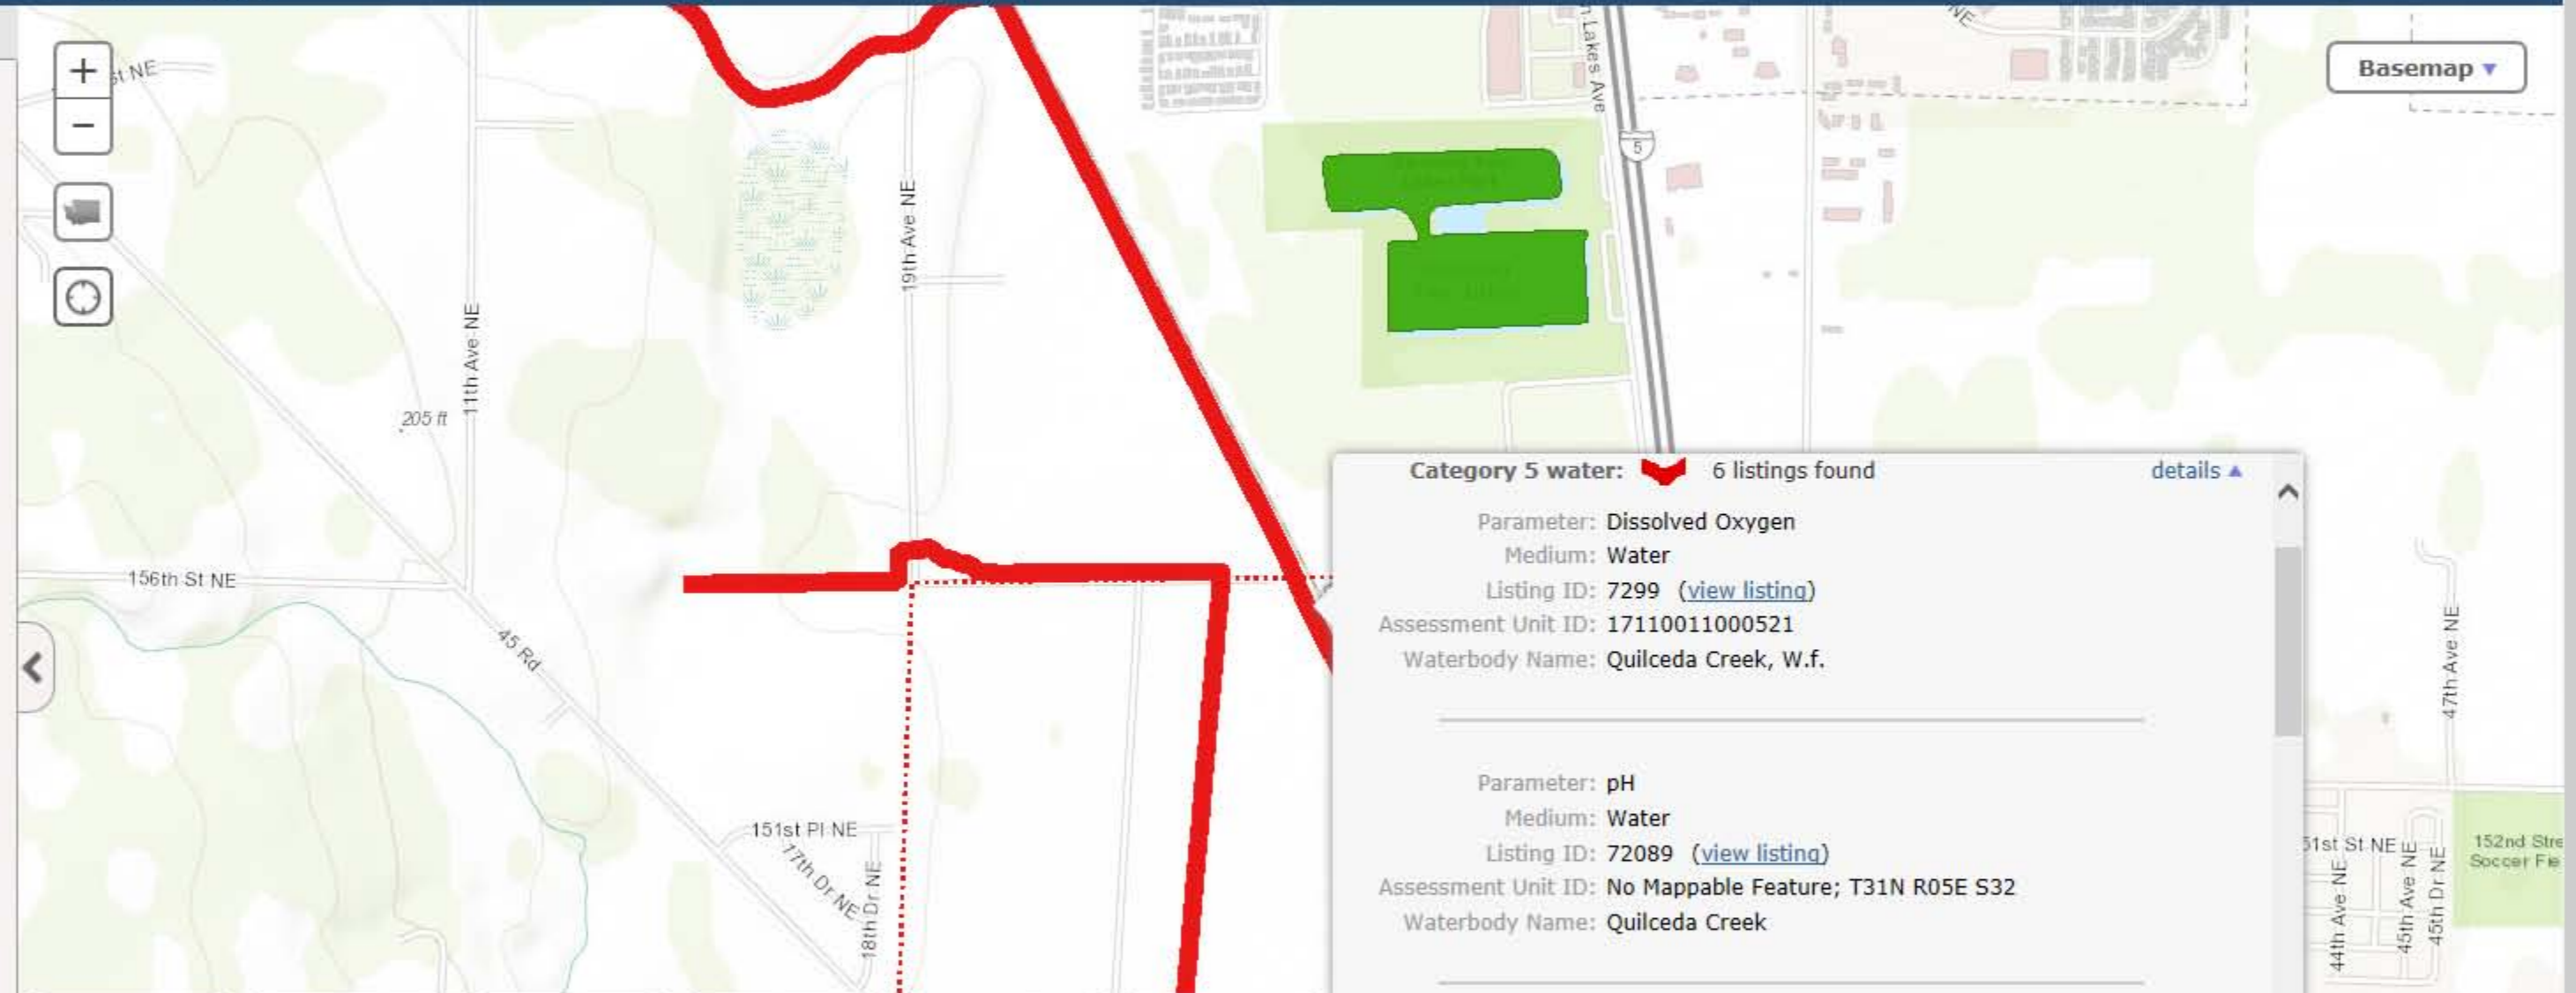 NE
n Lakes Ave
+
st NE
Basemap ▼
−
5
19th Ave NE
11th Ave NE
205 ft
Category 5 water: 6 listings found details ▲
Parameter: Dissolved Oxygen
Medium: Water
156th St NE
Listing ID: 7299 (view listing)
Assessment Unit ID: 17110011000521
45 Rd
Waterbody Name: Quilceda Creek, W.f.
47th Ave NE
Parameter: pH
Medium: Water
151st Pl NE
17th Dr NE
18th Dr NE
Listing ID: 72089 (view listing)
Assessment Unit ID: No Mappable Feature; T31N R05E S32
Waterbody Name: Quilceda Creek
51st St NE
152nd Stre
Soccer Fie
44th Ave NE
45th Ave NE
45th Dr NE